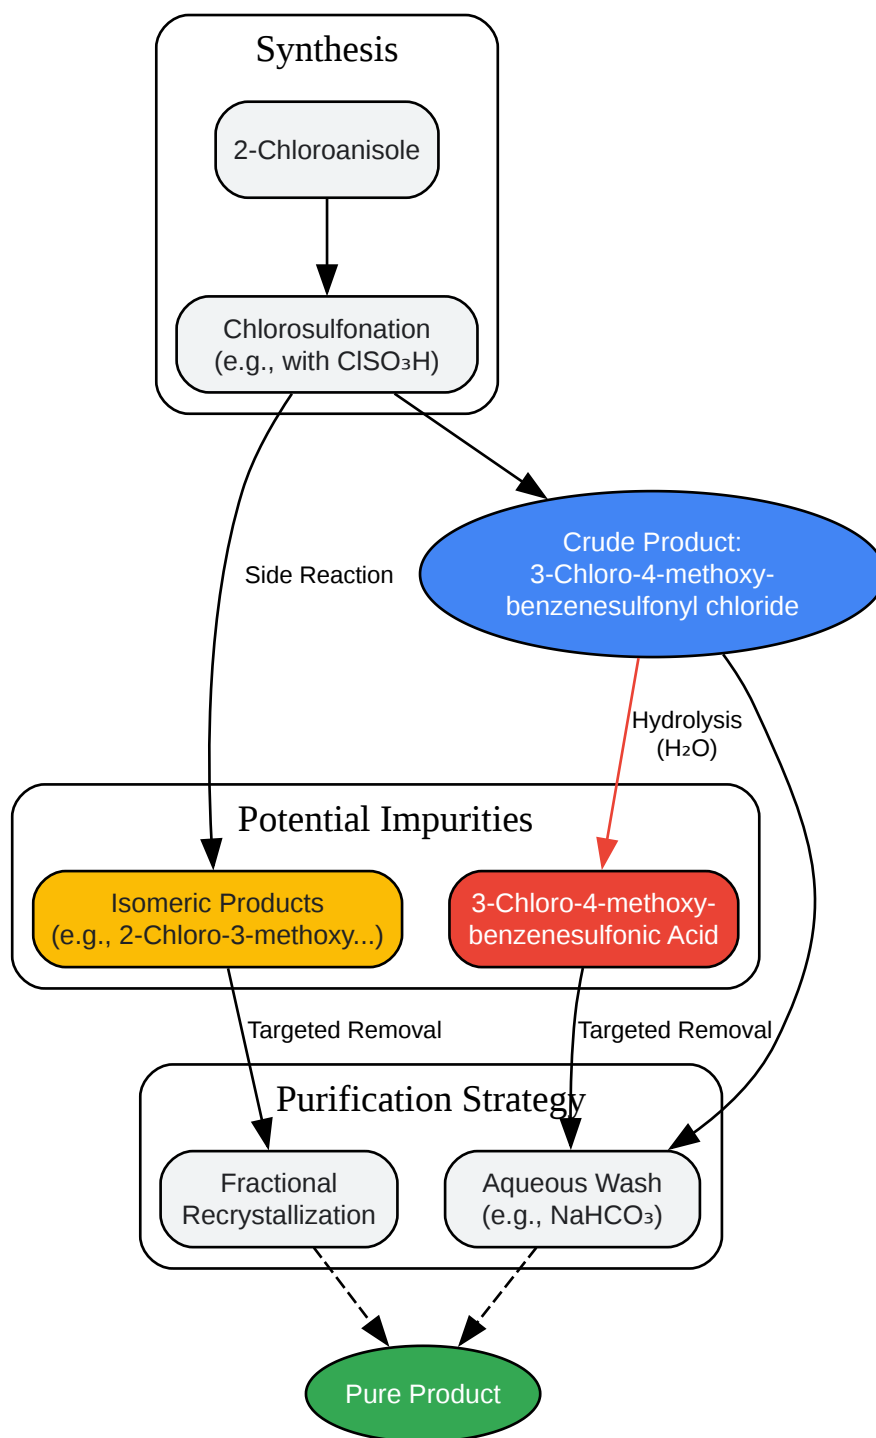 Synthesis
2-Chloroanisole
Chlorosulfonation
(e.g., with ClSO₃H)
Side Reaction
Crude Product:
3-Chloro-4-methoxy-
benzenesulfonyl chloride
Hydrolysis
(H₂O)
Potential Impurities
Isomeric Products
(e.g., 2-Chloro-3-methoxy...)
3-Chloro-4-methoxy-
benzenesulfonic Acid
Targeted Removal
Targeted Removal
Purification Strategy
Fractional
Recrystallization
Aqueous Wash
(e.g., NaHCO₃)
Pure Product